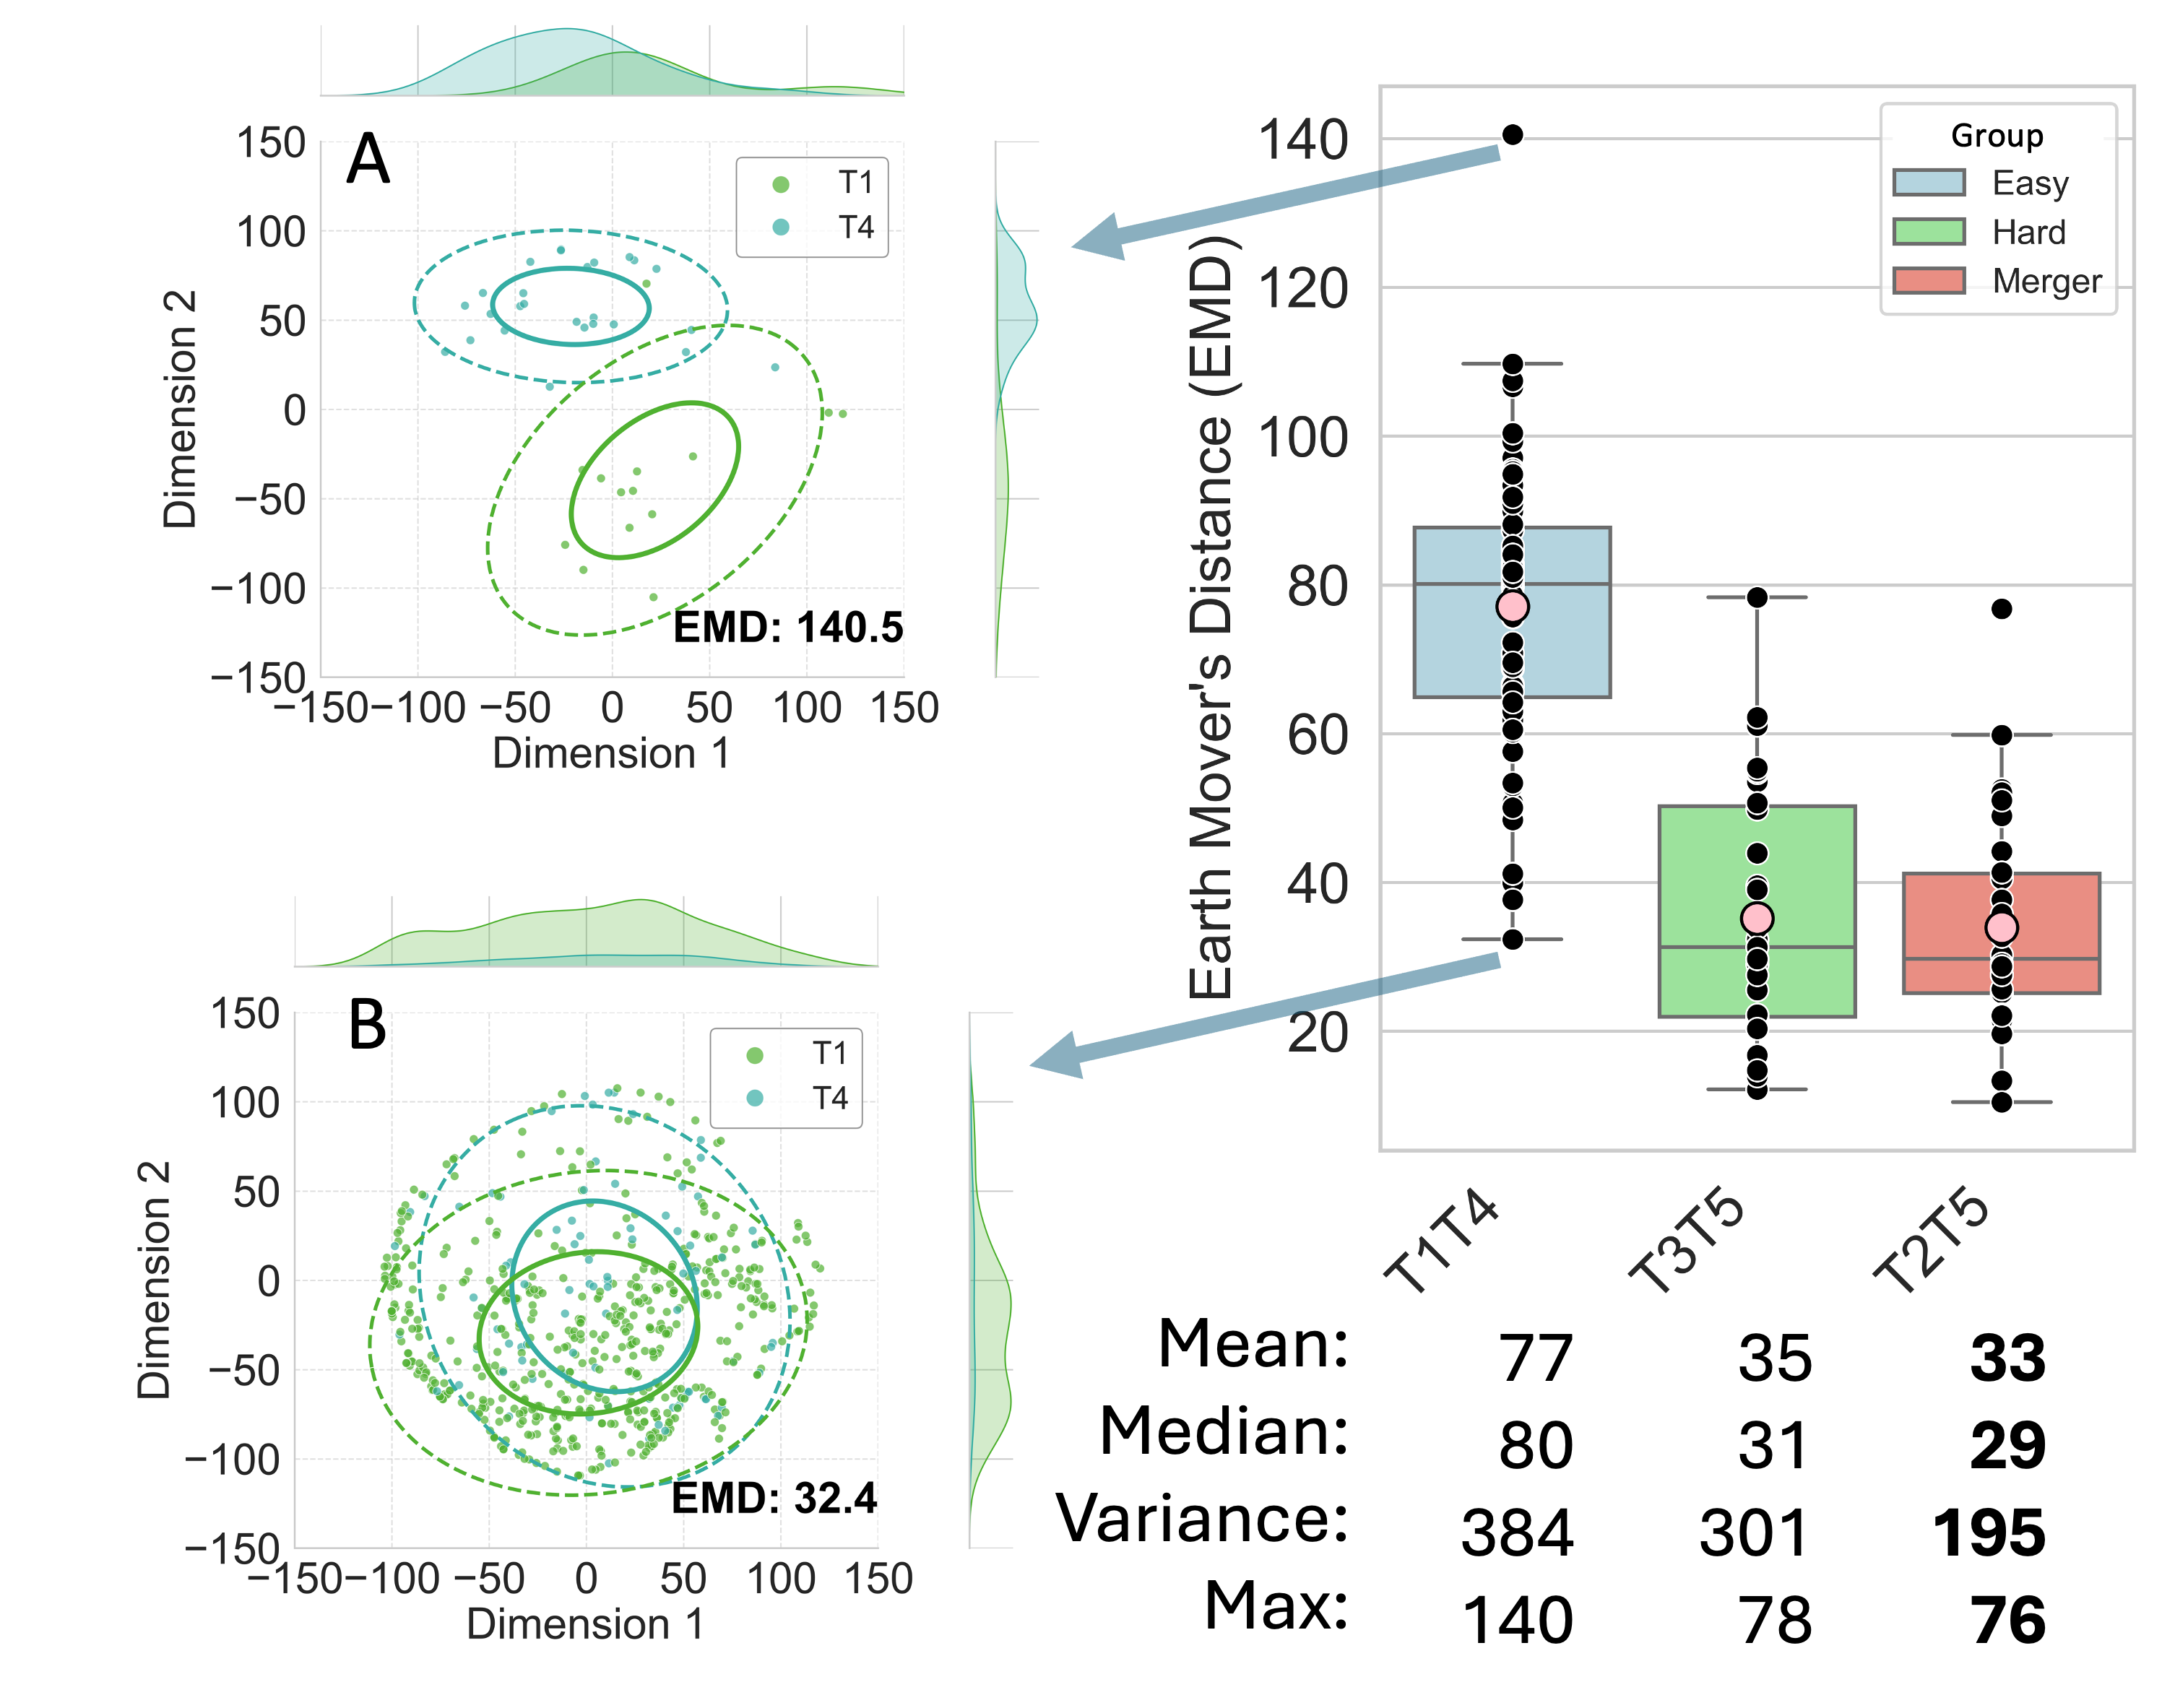 A
150
100
50
0
−50
−100
−150
Dimension 2
T1
T4
EMD: 140.5
−150 −100 −50 0 50 100 150
Dimension 1
B
150
100
50
0
−50
−100
−150
Dimension 2
T1
T4
EMD: 32.4
−150 −100 −50 0 50 100 150
Dimension 1
Earth Mover's Distance (EMD)
140
120
100
80
60
40
20
Group
Easy
Hard
Merger
T1T4 T3T5 T2T5
Mean: 77 35 33
Median: 80 31 29
Variance: 384 301 195
Max: 140 78 76